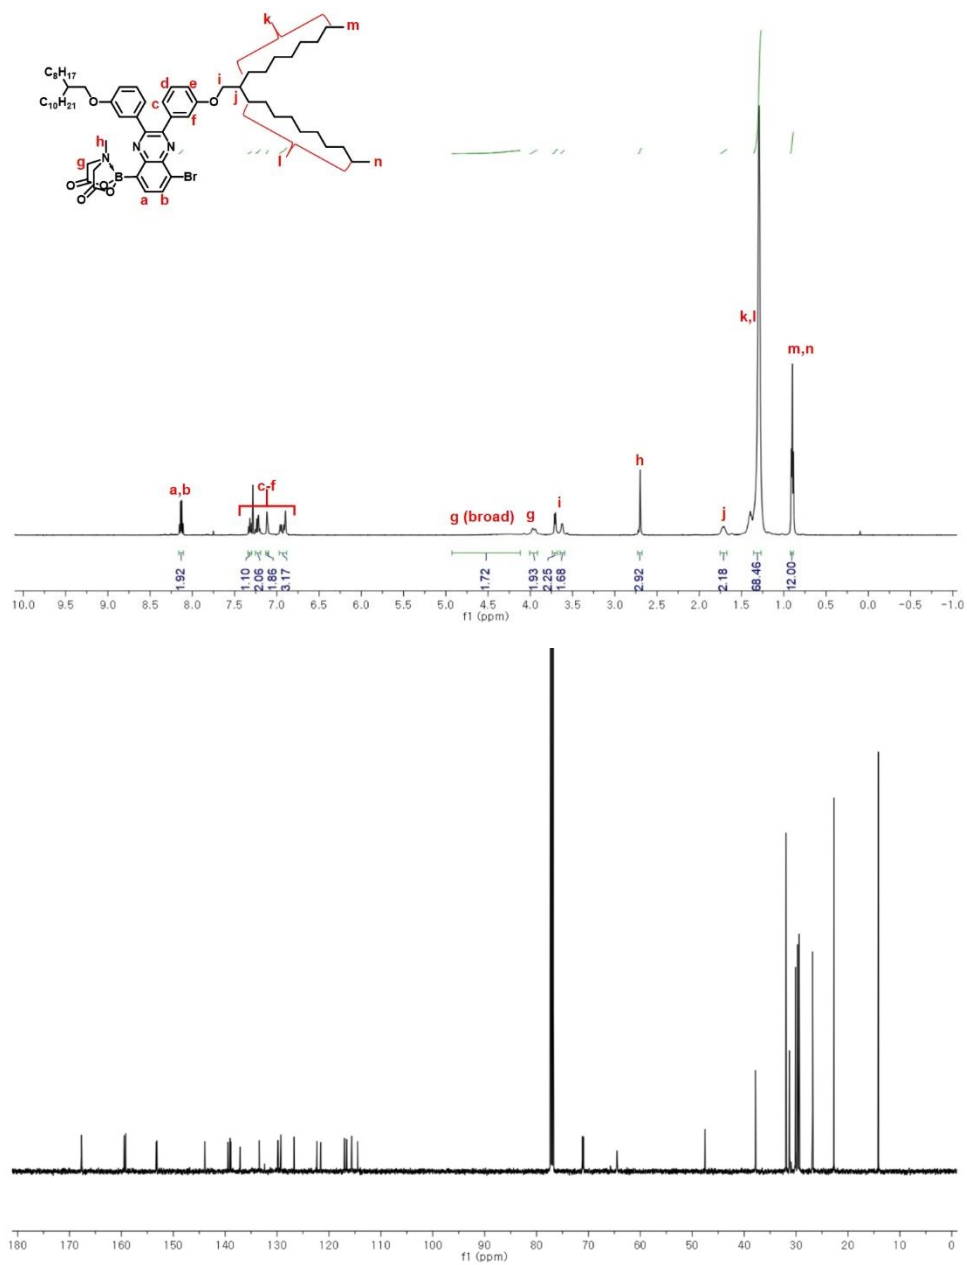 k
m
C8H17
C10H21
O
d
e
i
c
O
j
f
h
N
N
N
g
l
n
O
O
O
O
B
Br
a
b
k,l
m,n
a,b
c-f
g (broad)
g
i
h
j
1.92
1.10
2.06
1.86
3.17
1.72
1.93
2.25
1.68
2.92
2.18
68.46
12.00
10.0 9.5 9.0 8.5 8.0 7.5 7.0 6.5 6.0 5.5 5.0 4.5 4.0 3.5 3.0 2.5 2.0 1.5 1.0 0.5 0.0 -0.5 -1.0
f1 (ppm)
180 170 160 150 140 130 120 110 100 90 80 70 60 50 40 30 20 10 0
f1 (ppm)